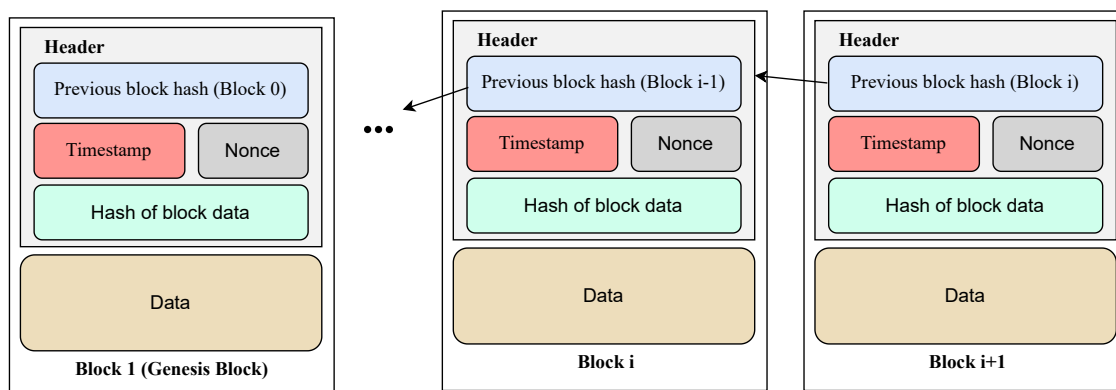 Header
Previous block hash (Block 0)
Timestamp
Nonce
Hash of block data
Data
Block 1 (Genesis Block)
•••
Header
Previous block hash (Block i-1)
Timestamp
Nonce
Hash of block data
Data
Block i
Header
Previous block hash (Block i)
Timestamp
Nonce
Hash of block data
Data
Block i+1